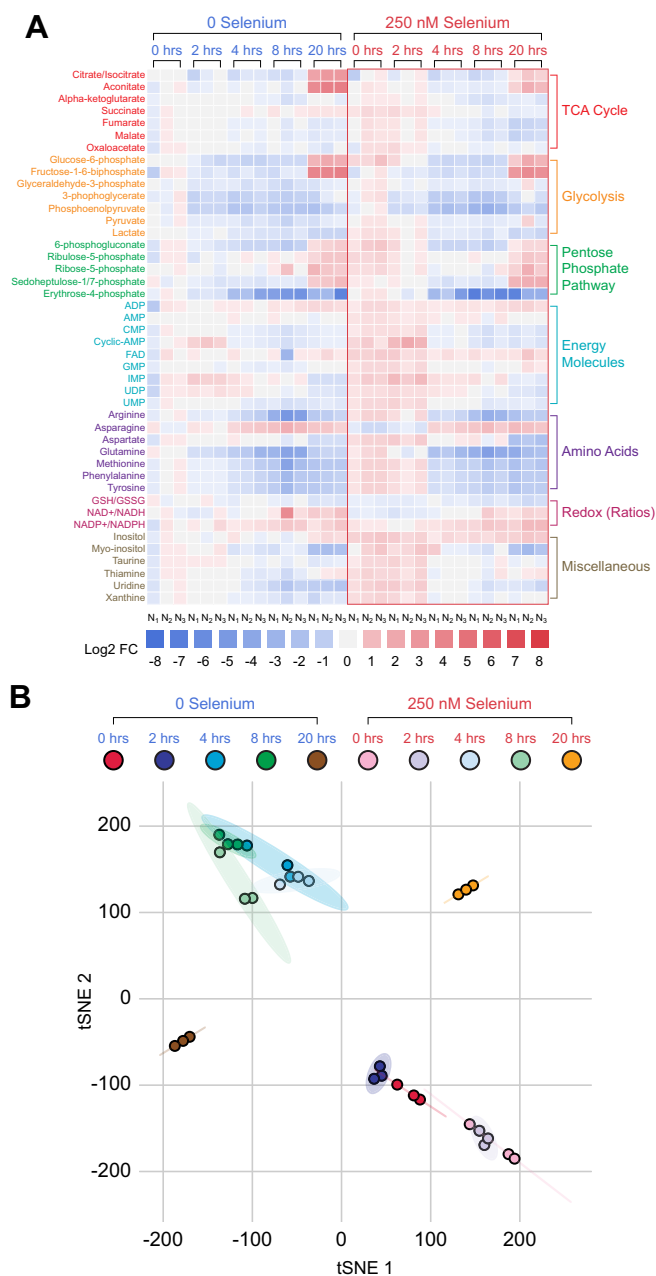 A
0 Selenium 250 nM Selenium
0 hrs 2 hrs 4 hrs 8 hrs 20 hrs 0 hrs 2 hrs 4 hrs 8 hrs 20 hrs
Citrate/Isocitrate
Aconitate
Alpha-ketoglutarate
Succinate
Fumarate
Malate
Oxaloacetate
TCA Cycle
Glucose-6-phosphate
Fructose-1-6-biphosphate
Glyceraldehyde-3-phosphate
3-phophoglycerate
Phosphoenolpyruvate
Pyruvate
Lactate
Glycolysis
6-phosphogluconate
Ribulose-5-phosphate
Ribose-5-phosphate
Sedoheptulose-1/7-phosphate
Erythrose-4-phosphate
Pentose
Phosphate
Pathway
ADP
AMP
CMP
Cyclic-AMP
FAD
GMP
IMP
UDP
UMP
Energy
Molecules
Arginine
Asparagine
Aspartate
Glutamine
Methionine
Phenylalanine
Tyrosine
Amino Acids
GSH/GSSG
NAD+/NADH
NADP+/NADPH
Redox (Ratios)
Inositol
Myo-inositol
Taurine
Thiamine
Uridine
Xanthine
Miscellaneous
N1 N2 N3 N1 N2 N3 N1 N2 N3 N1 N2 N3 N1 N2 N3 N1 N2 N3 N1 N2 N3 N1 N2 N3 N1 N2 N3 N1 N2 N3
Log2 FC
-8 -7 -6 -5 -4 -3 -2 -1 0 1 2 3 4 5 6 7 8
B
0 Selenium 250 nM Selenium
0 hrs 2 hrs 4 hrs 8 hrs 20 hrs 0 hrs 2 hrs 4 hrs 8 hrs 20 hrs
200
100
0
-100
-200
tSNE 2
-200 -100 0 100 200
tSNE 1